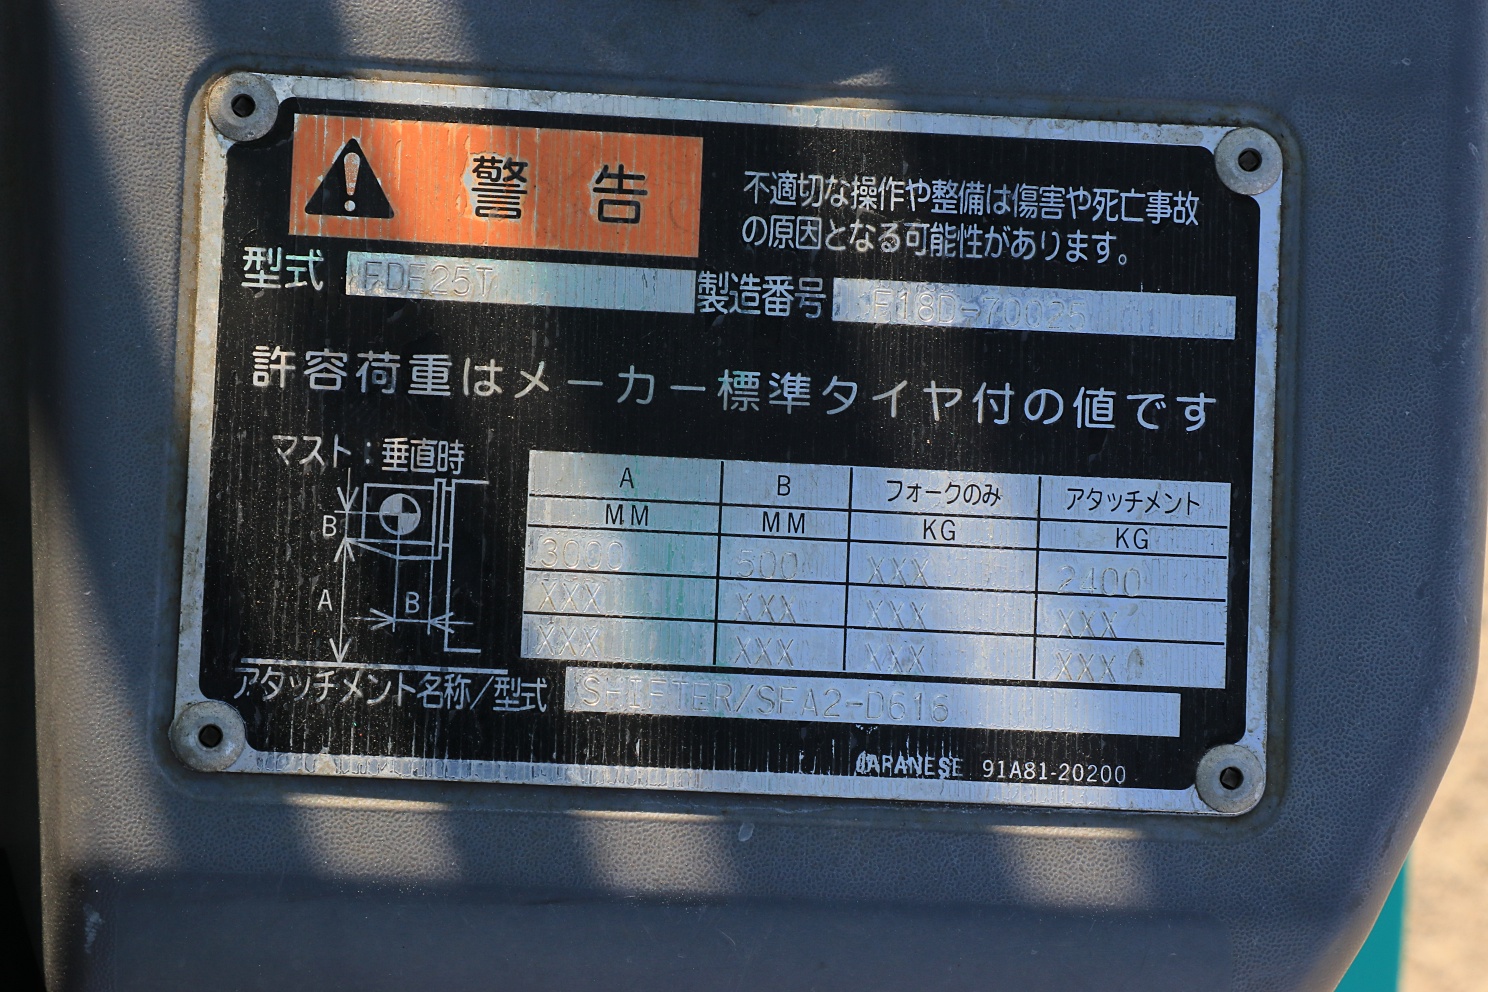 警告
不適切な操作や整備は傷害や死亡事故
の原因となる可能性があります。
型式 FDE25T 製造番号 F18D-70025
許容荷重はメーカー標準タイヤ付の値です
マスト：垂直時
B
A
B
A B フォークのみ アタッチメント
MM MM KG KG
3000 500 XXX 2400
XXX XXX XXX XXX
XXX XXX XXX XXX
アタッチメント名称/型式 SHIFTER/SFA2-D616
JAPANESE 91A81-20200